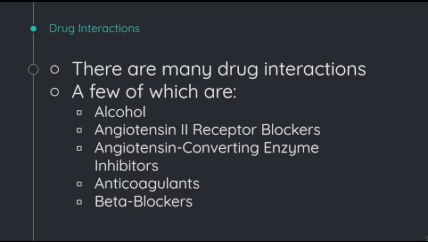 Drug Interactions
There are many drug interactions
A few of which are:
Alcohol
Angiotensin II Receptor Blockers
Angiotensin-Converting Enzyme
Inhibitors
Anticoagulants
Beta-Blockers